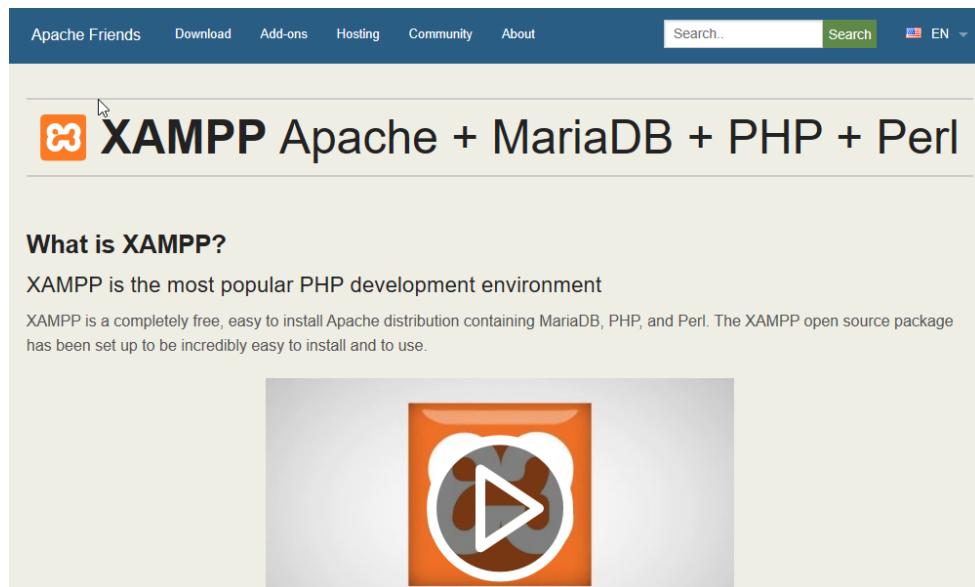 Apache Friends Download Add-ons Hosting Community About Search.. Search EN
XAMPP Apache + MariaDB + PHP + Perl
What is XAMPP?
XAMPP is the most popular PHP development environment
XAMPP is a completely free, easy to install Apache distribution containing MariaDB, PHP, and Perl. The XAMPP open source package
has been set up to be incredibly easy to install and to use.